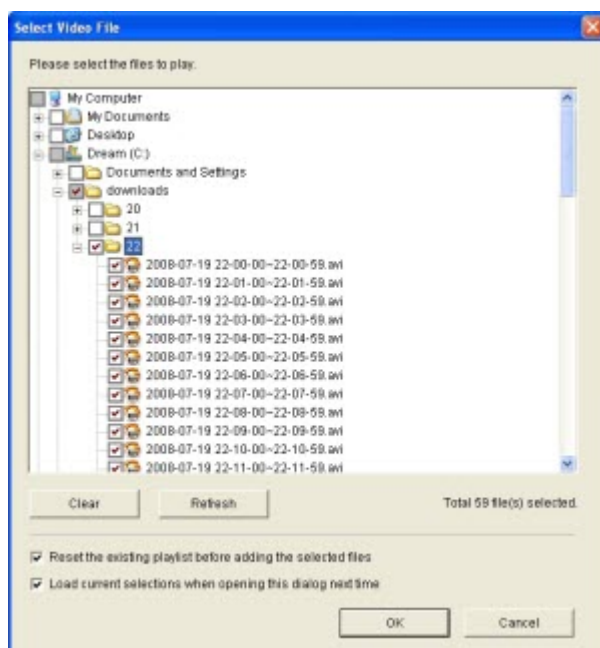 Select Video File
Please select the files to play.
My Computer
My Documents
Desktop
Dream (C:)
Documents and Settings
downloads
20
21
22
2008-07-19 22-00-00~22-00-59.avi
2008-07-19 22-01-00~22-01-59.avi
2008-07-19 22-02-00~22-02-59.avi
2008-07-19 22-03-00~22-03-59.avi
2008-07-19 22-04-00~22-04-59.avi
2008-07-19 22-05-00~22-05-59.avi
2008-07-19 22-06-00~22-06-59.avi
2008-07-19 22-07-00~22-07-59.avi
2008-07-19 22-08-00~22-08-59.avi
2008-07-19 22-09-00~22-09-59.avi
2008-07-19 22-10-00~22-10-59.avi
2008-07-19 22-11-00~22-11-59.avi
Clear
Refresh
Total 59 file(s) selected.
Reset the existing playlist before adding the selected files
Load current selections when opening this dialog next time
OK
Cancel